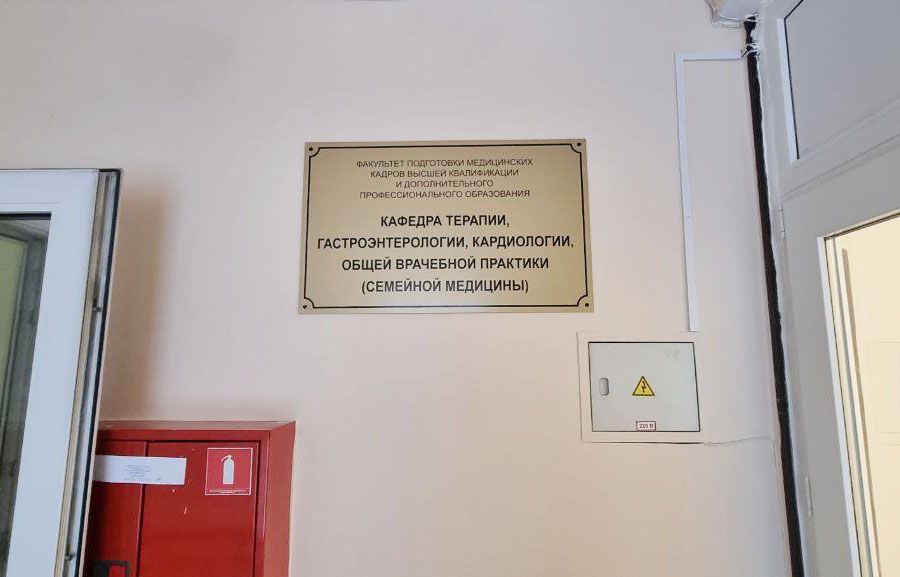 ФАКУЛЬТЕТ ПОДГОТОВКИ МЕДИЦИНСКИХ
КАДРОВ ВЫСШЕЙ КВАЛИФИКАЦИИ
И ДОПОЛНИТЕЛЬНОГО
ПРОФЕССИОНАЛЬНОГО ОБРАЗОВАНИЯ
КАФЕДРА ТЕРАПИИ,
ГАСТРОЭНТЕРОЛОГИИ, КАРДИОЛОГИИ,
ОБЩЕЙ ВРАЧЕБНОЙ ПРАКТИКИ
(СЕМЕЙНОЙ МЕДИЦИНЫ)
220 В